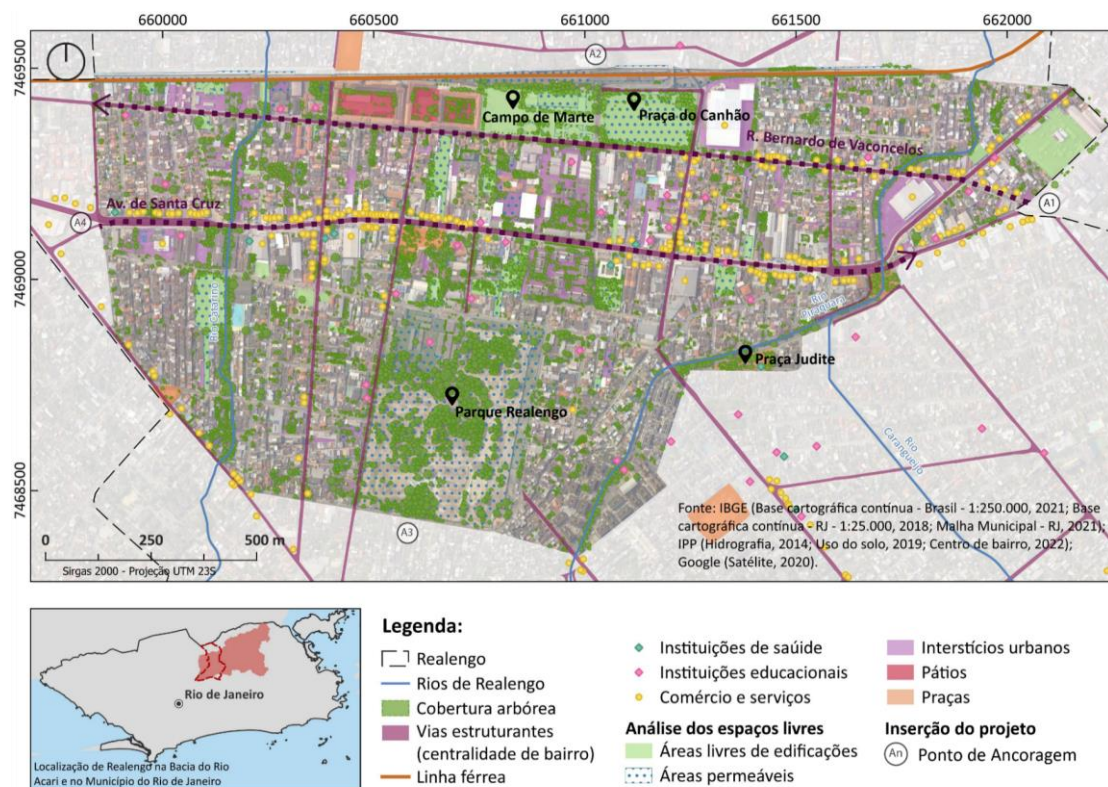 660000 660500 661000 661500 662000
7469500
7469000
7468500
A2
Campo de Marte
Praça do Canhão
R. Bernardo de Vaconcelos
Av. de Santa Cruz
A4
A1
Rio Catarino
Rio
Piraquara
Praça Judite
Parque Realengo
Rio
Caranguejo
A3
0 250 500 m
Sirgas 2000 - Projeção UTM 23S
Fonte: IBGE (Base cartográfica contínua - Brasil - 1:250.000, 2021; Base
cartográfica contínua - RJ - 1:25.000, 2018; Malha Municipal - RJ, 2021);
IPP (Hidrografia, 2014; Uso do solo, 2019; Centro de bairro, 2022);
Google (Satélite, 2020).
Rio de Janeiro
Localização de Realengo na Bacia do Rio
Acari e no Município do Rio de Janeiro
Legenda:
Realengo
Rios de Realengo
Cobertura arbórea
Vias estruturantes
(centralidade de bairro)
Linha férrea
Instituições de saúde
Instituições educacionais
Comércio e serviços
Análise dos espaços livres
Áreas livres de edificações
Áreas permeáveis
Interstícios urbanos
Pátios
Praças
Inserção do projeto
An Ponto de Ancoragem